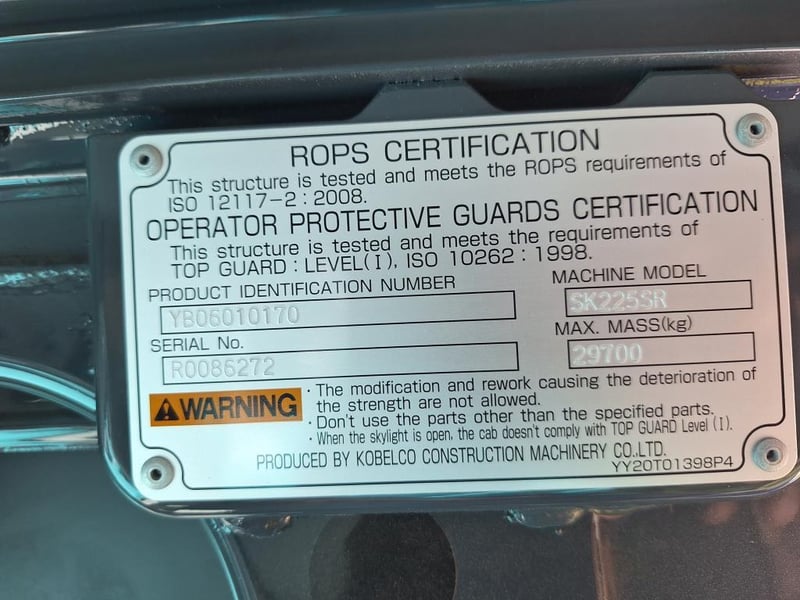 ROPS CERTIFICATION
This structure is tested and meets the ROPS requirements of
ISO 12117-2 : 2008.
OPERATOR PROTECTIVE GUARDS CERTIFICATION
This structure is tested and meets the requirements of
TOP GUARD : LEVEL(I), ISO 10262 : 1998.
PRODUCT IDENTIFICATION NUMBER
YB06010170
MACHINE MODEL
SK225SR
SERIAL No.
R0086272
MAX. MASS(kg)
29700
WARNING
· The modification and rework causing the deterioration of
the strength are not allowed.
· Don't use the parts other than the specified parts.
· When the skylight is open, the cab doesn't comply with TOP GUARD Level (I).
PRODUCED BY KOBELCO CONSTRUCTION MACHINERY CO.,LTD.
YY20T01398P4